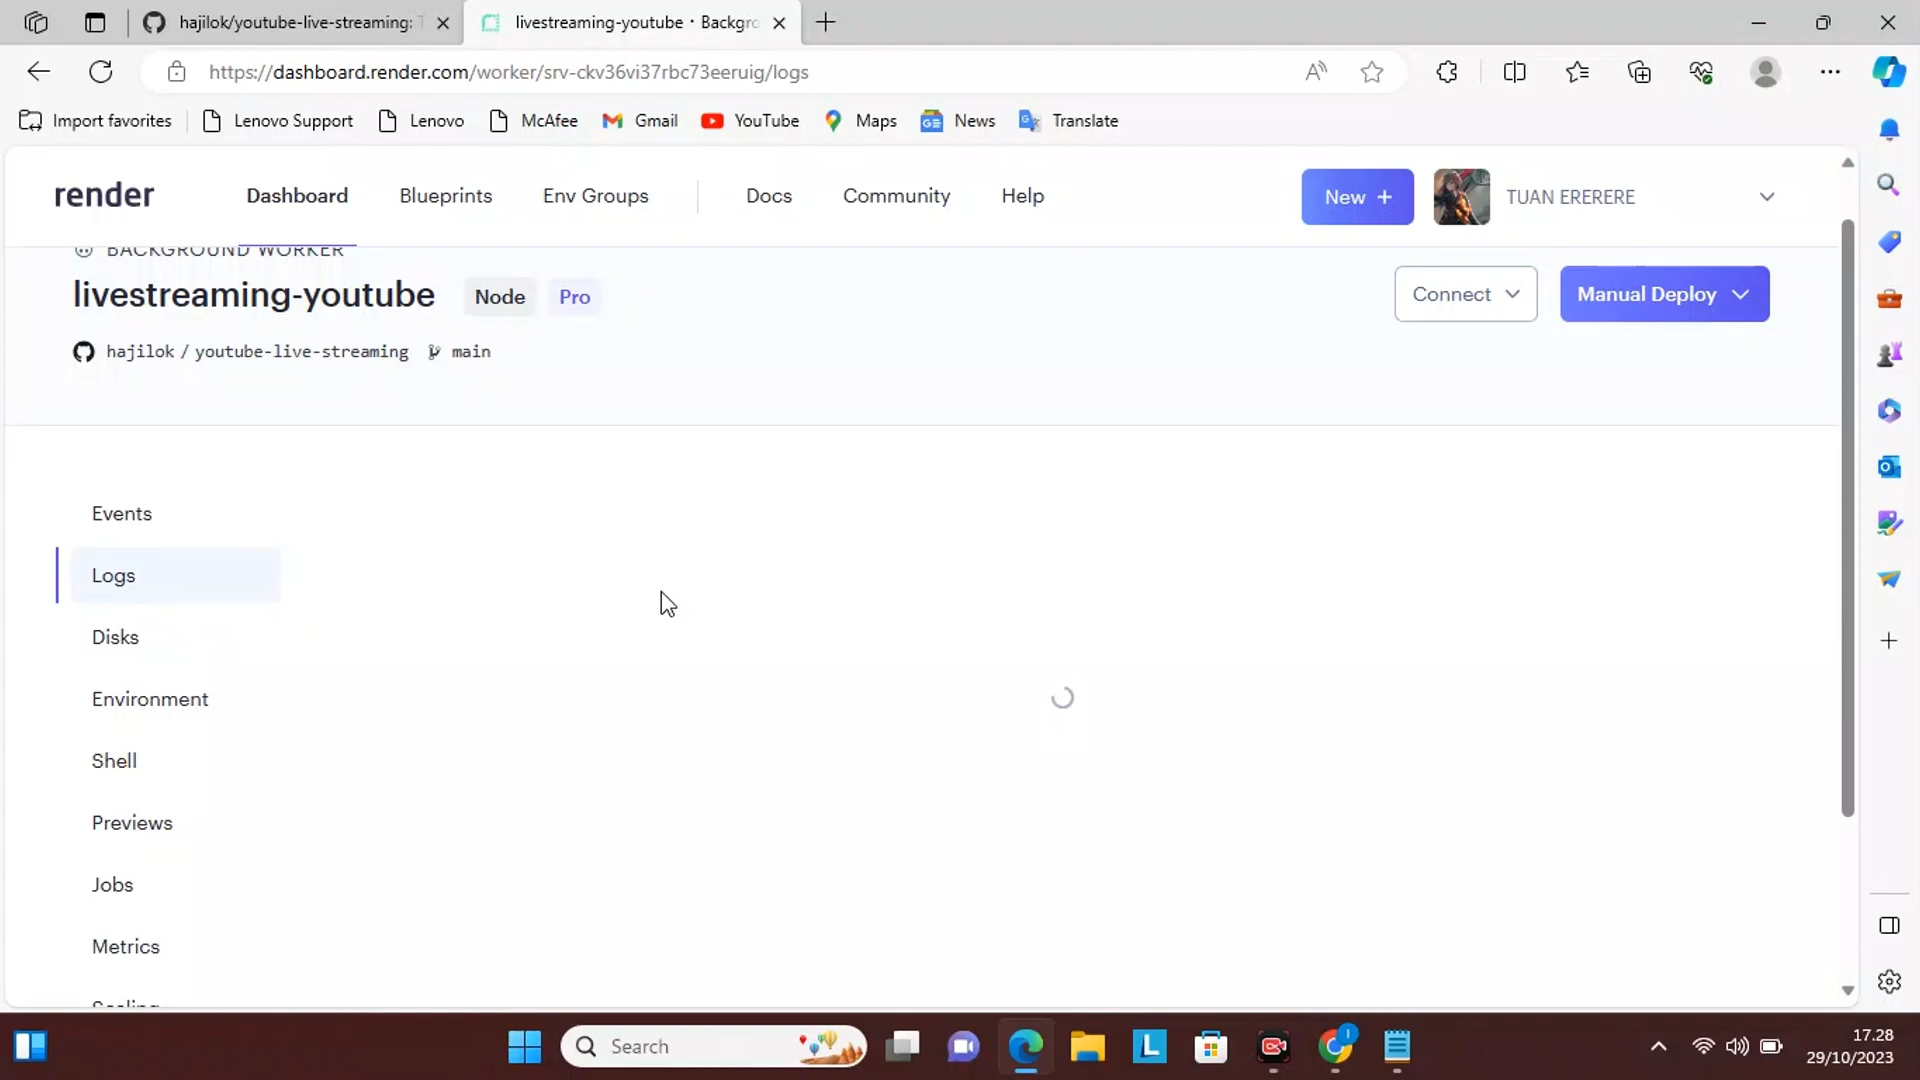 hajilok/youtube-live-streaming:
livestreaming-youtube • Backgro
https://dashboard.render.com/worker/srv-ckv36vi37rbc73eeruig/logs
Import favorites
Lenovo Support
Lenovo
McAfee
Gmail
YouTube
Maps
News
Translate
render
Dashboard
Blueprints
Env Groups
Docs
Community
Help
New +
TUAN ERERERE
BACKGROUND WORKER
livestreaming-youtube
Node
Pro
Connect
Manual Deploy
hajilok / youtube-live-streaming
main
Events
Logs
Disks
Environment
Shell
Previews
Jobs
Metrics
Scaling
Search
17.28
29/10/2023